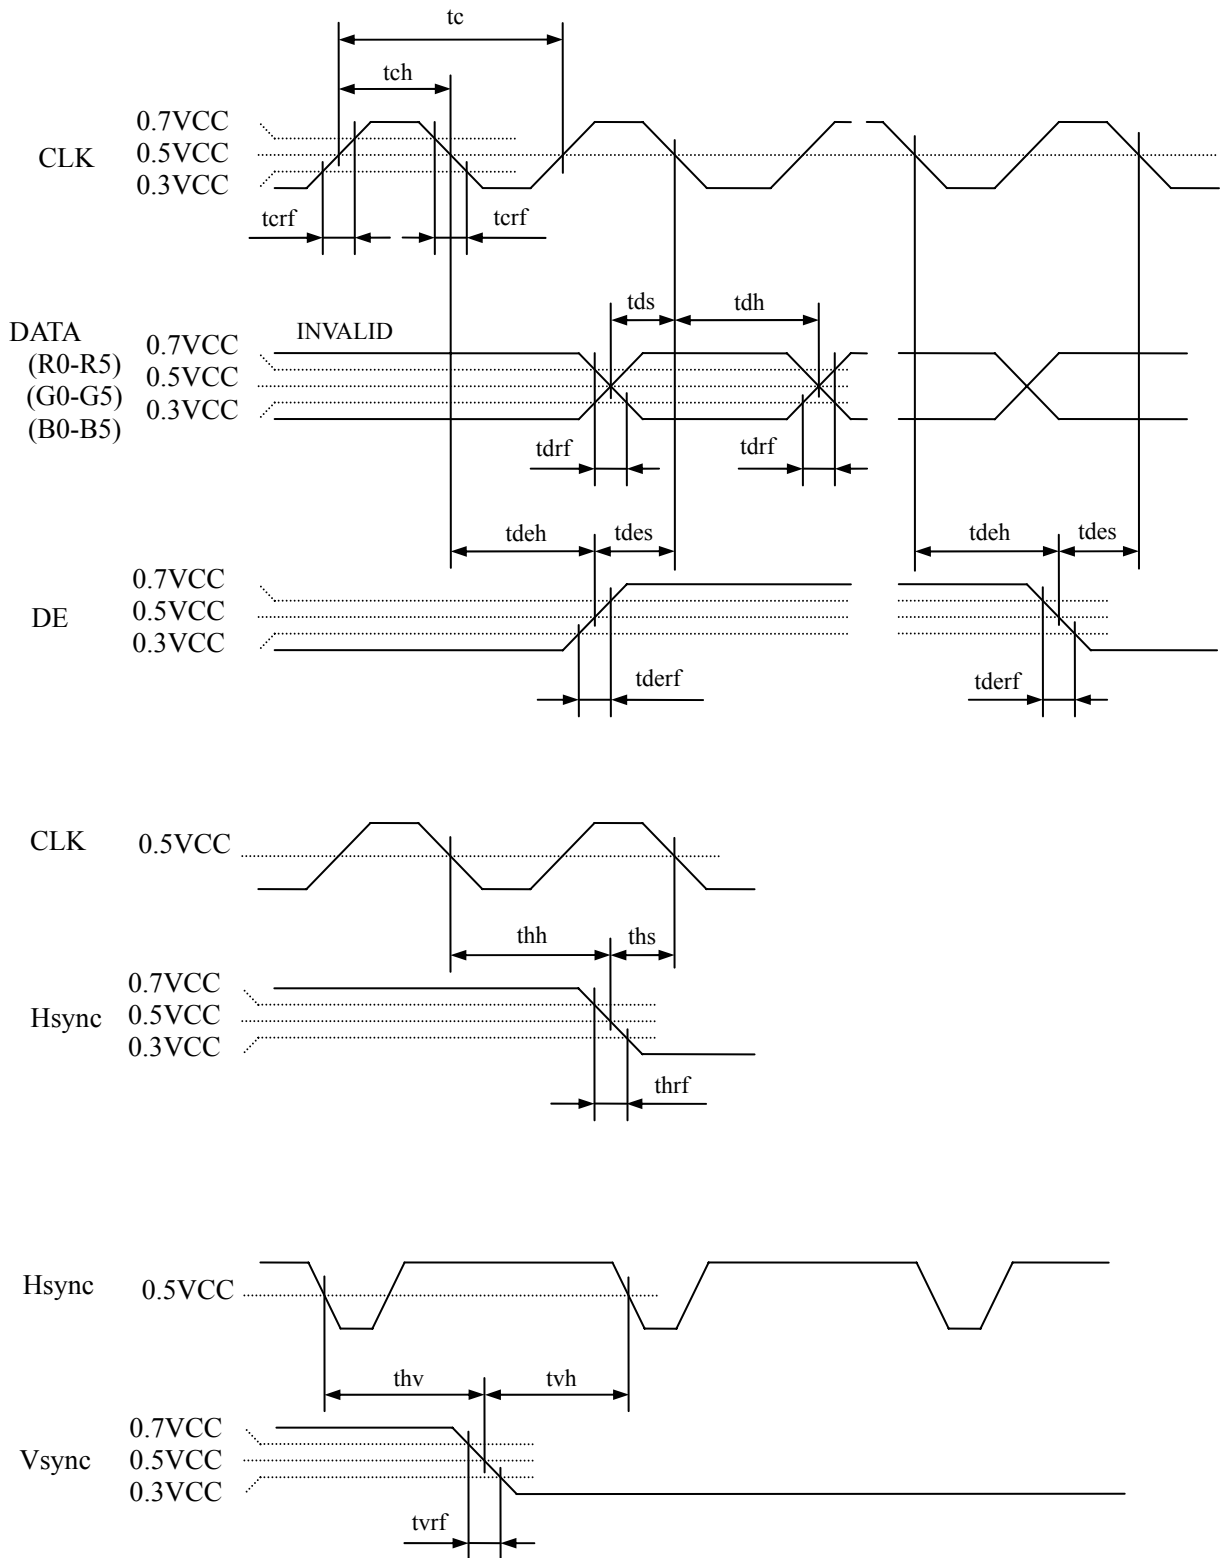 tc
tch
0.7VCC
CLK 0.5VCC
0.3VCC
tcrf tcrf
tds tdh
DATA INVALID
0.7VCC
(R0-R5)
0.5VCC
(G0-G5)
0.3VCC
(B0-B5)
tdrf tdrf
tdeh tdes tdeh tdes
0.7VCC
DE 0.5VCC
0.3VCC
tderf tderf
CLK 0.5VCC
thh ths
0.7VCC
Hsync 0.5VCC
0.3VCC
thrf
Hsync 0.5VCC
thv tvh
0.7VCC
Vsync 0.5VCC
0.3VCC
tvrf